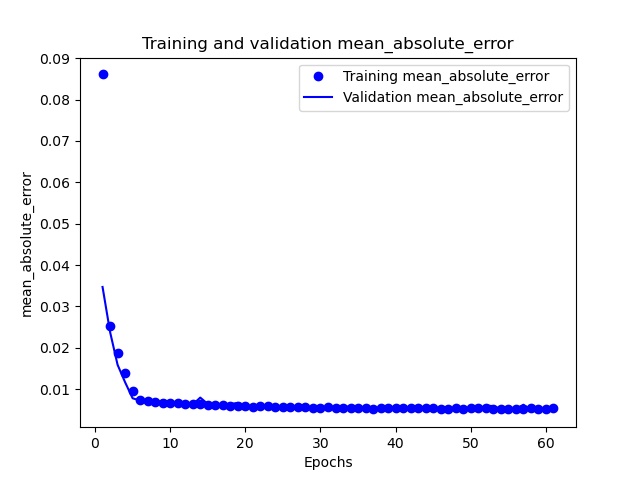 Training and validation mean_absolute_error
Training mean_absolute_error
Validation mean_absolute_error
mean_absolute_error
0.09
0.08
0.07
0.06
0.05
0.04
0.03
0.02
0.01
0 10 20 30 40 50 60
Epochs